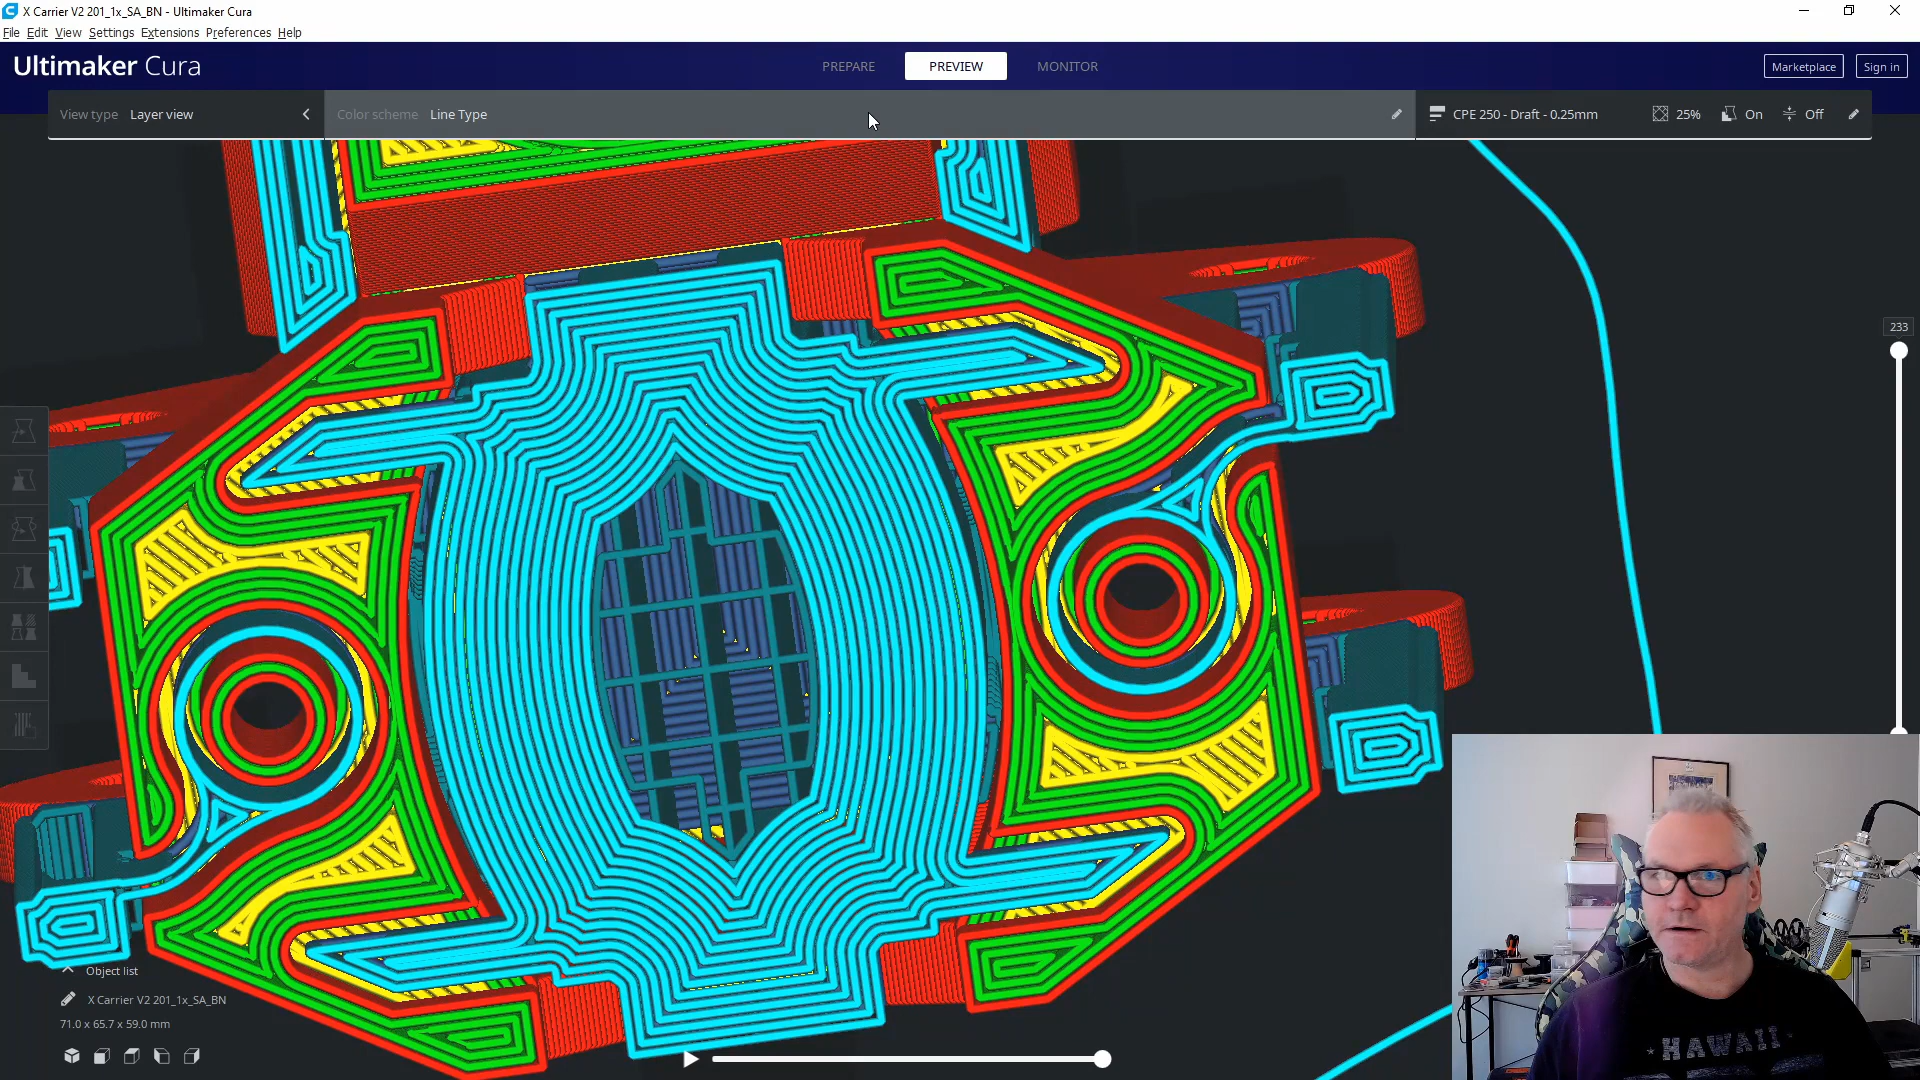 X Carrier V2 201_1x_SA_BN - Ultimaker Cura
File Edit View Settings Extensions Preferences Help
Ultimaker Cura
PREPARE PREVIEW MONITOR
Marketplace Sign in
View type Layer view
Color scheme Line Type
CPE 250 - Draft - 0.25mm 25% On Off
233
Object list
X Carrier V2 201_1x_SA_BN
71.0 x 65.7 x 59.0 mm
HAWAII